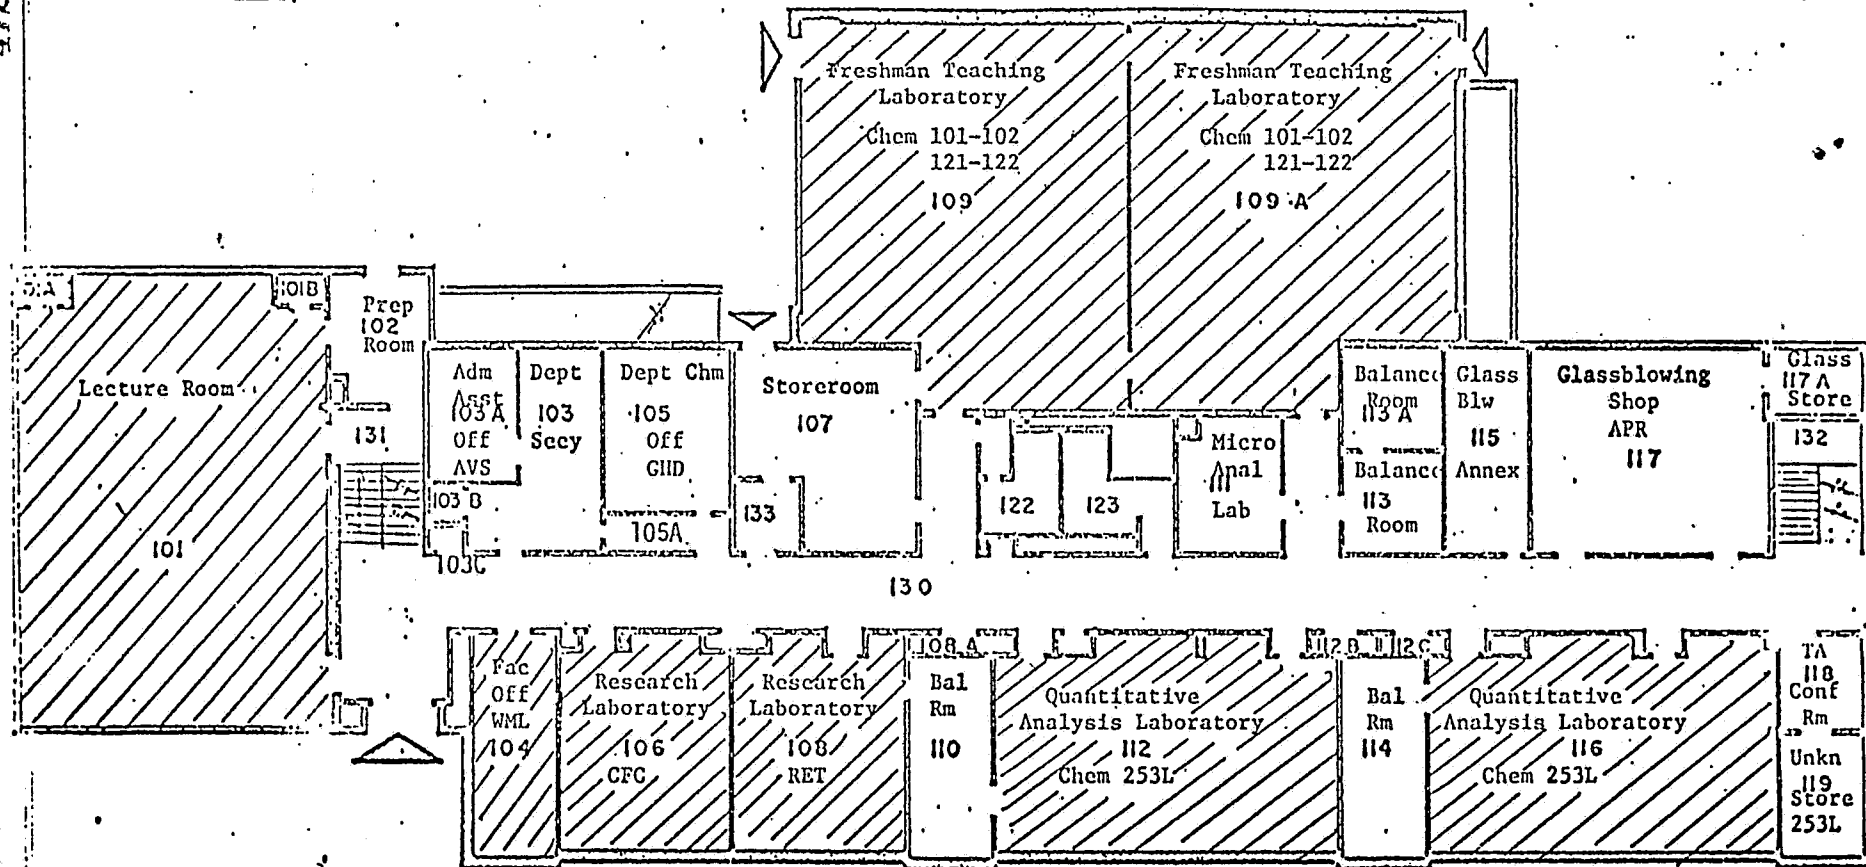 Freshman Teaching
Laboratory
Chem 101-102
121-122
109
Freshman Teaching
Laboratory
Chem 101-102
121-122
109 A
101B
Prep
102
Room
Lecture Room
101
131
Adm
Asst
103 A
Off
AVS
103 B
103C
Dept
103
Secy
Dept Chm
105
Off
GHD
105A
133
Storeroom
107
122
123
Micro
Anal
111
Lab
Balance
Room
113 A
Balance
113
Room
Glass
Blw
115
Annex
Glassblowing
Shop
APR
117
Glass
117 A
Store
132
130
Fac
Off
WML
104
Research
Laboratory
106
CFC
Research
Laboratory
108
RET
108 A
Bal
Rm
110
Quantitative
Analysis Laboratory
112
Chem 253L
112B
112C
Bal
Rm
114
Quantitative
Analysis Laboratory
116
Chem 253L
TA
118
Conf
Rm
Unkn
119
Store
253L